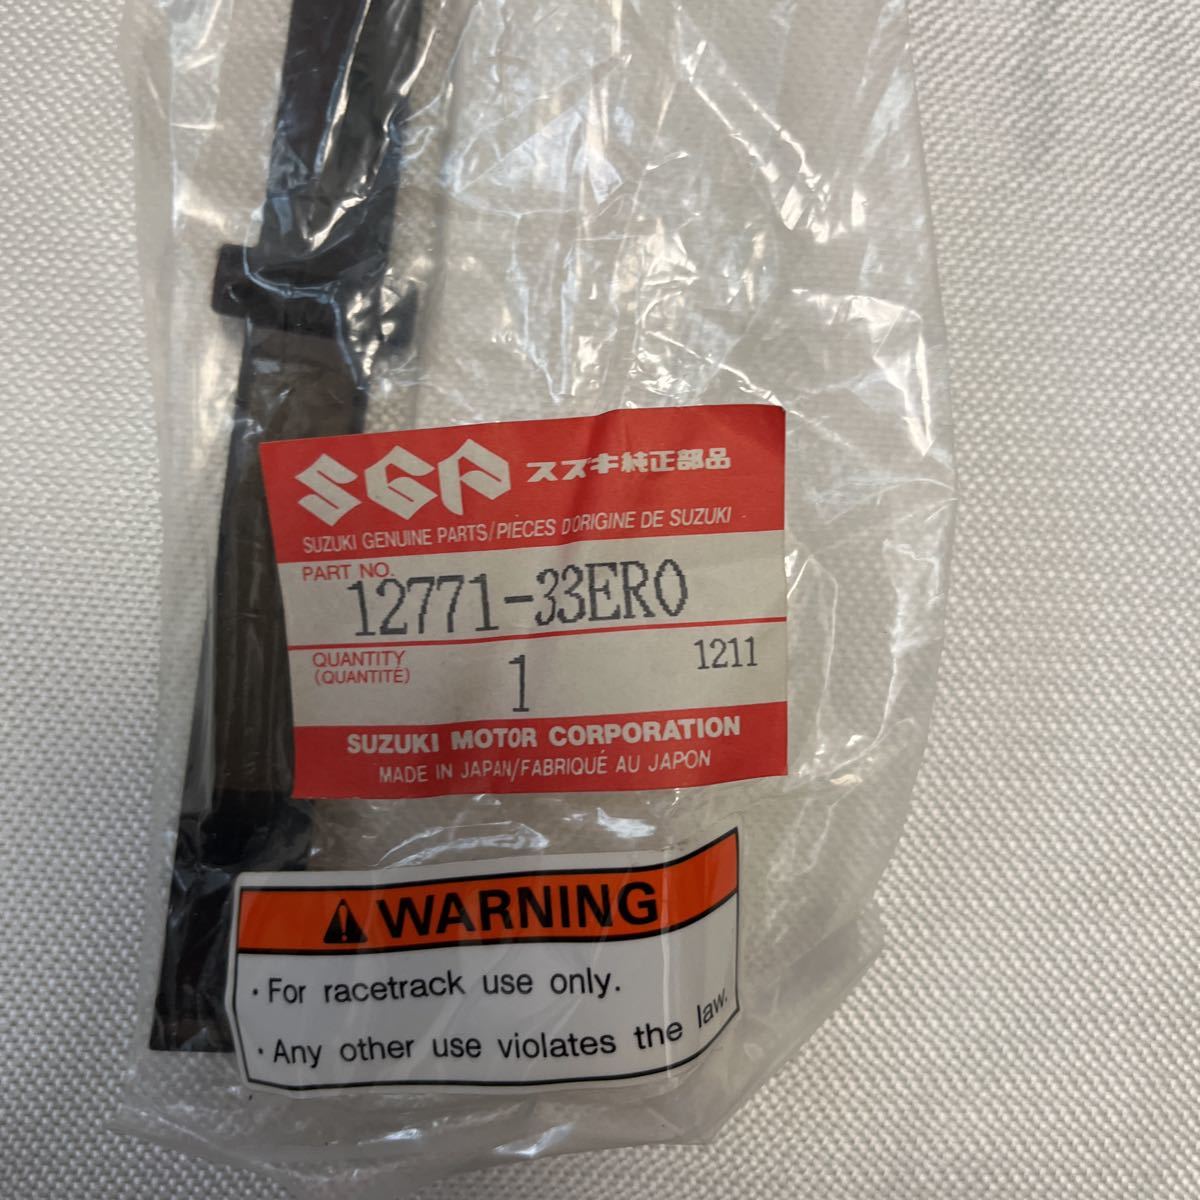 SGP スズキ純正部品
SUZUKI GENUINE PARTS/PIÈCES D'ORIGINE DE SUZUKI
PART NO.
12771-33ER0
QUANTITY
(QUANTITÉ)
1
1211
SUZUKI MOTOR CORPORATION
MADE IN JAPAN/FABRIQUÉ AU JAPON
WARNING
・For racetrack use only.
・Any other use violates the law.